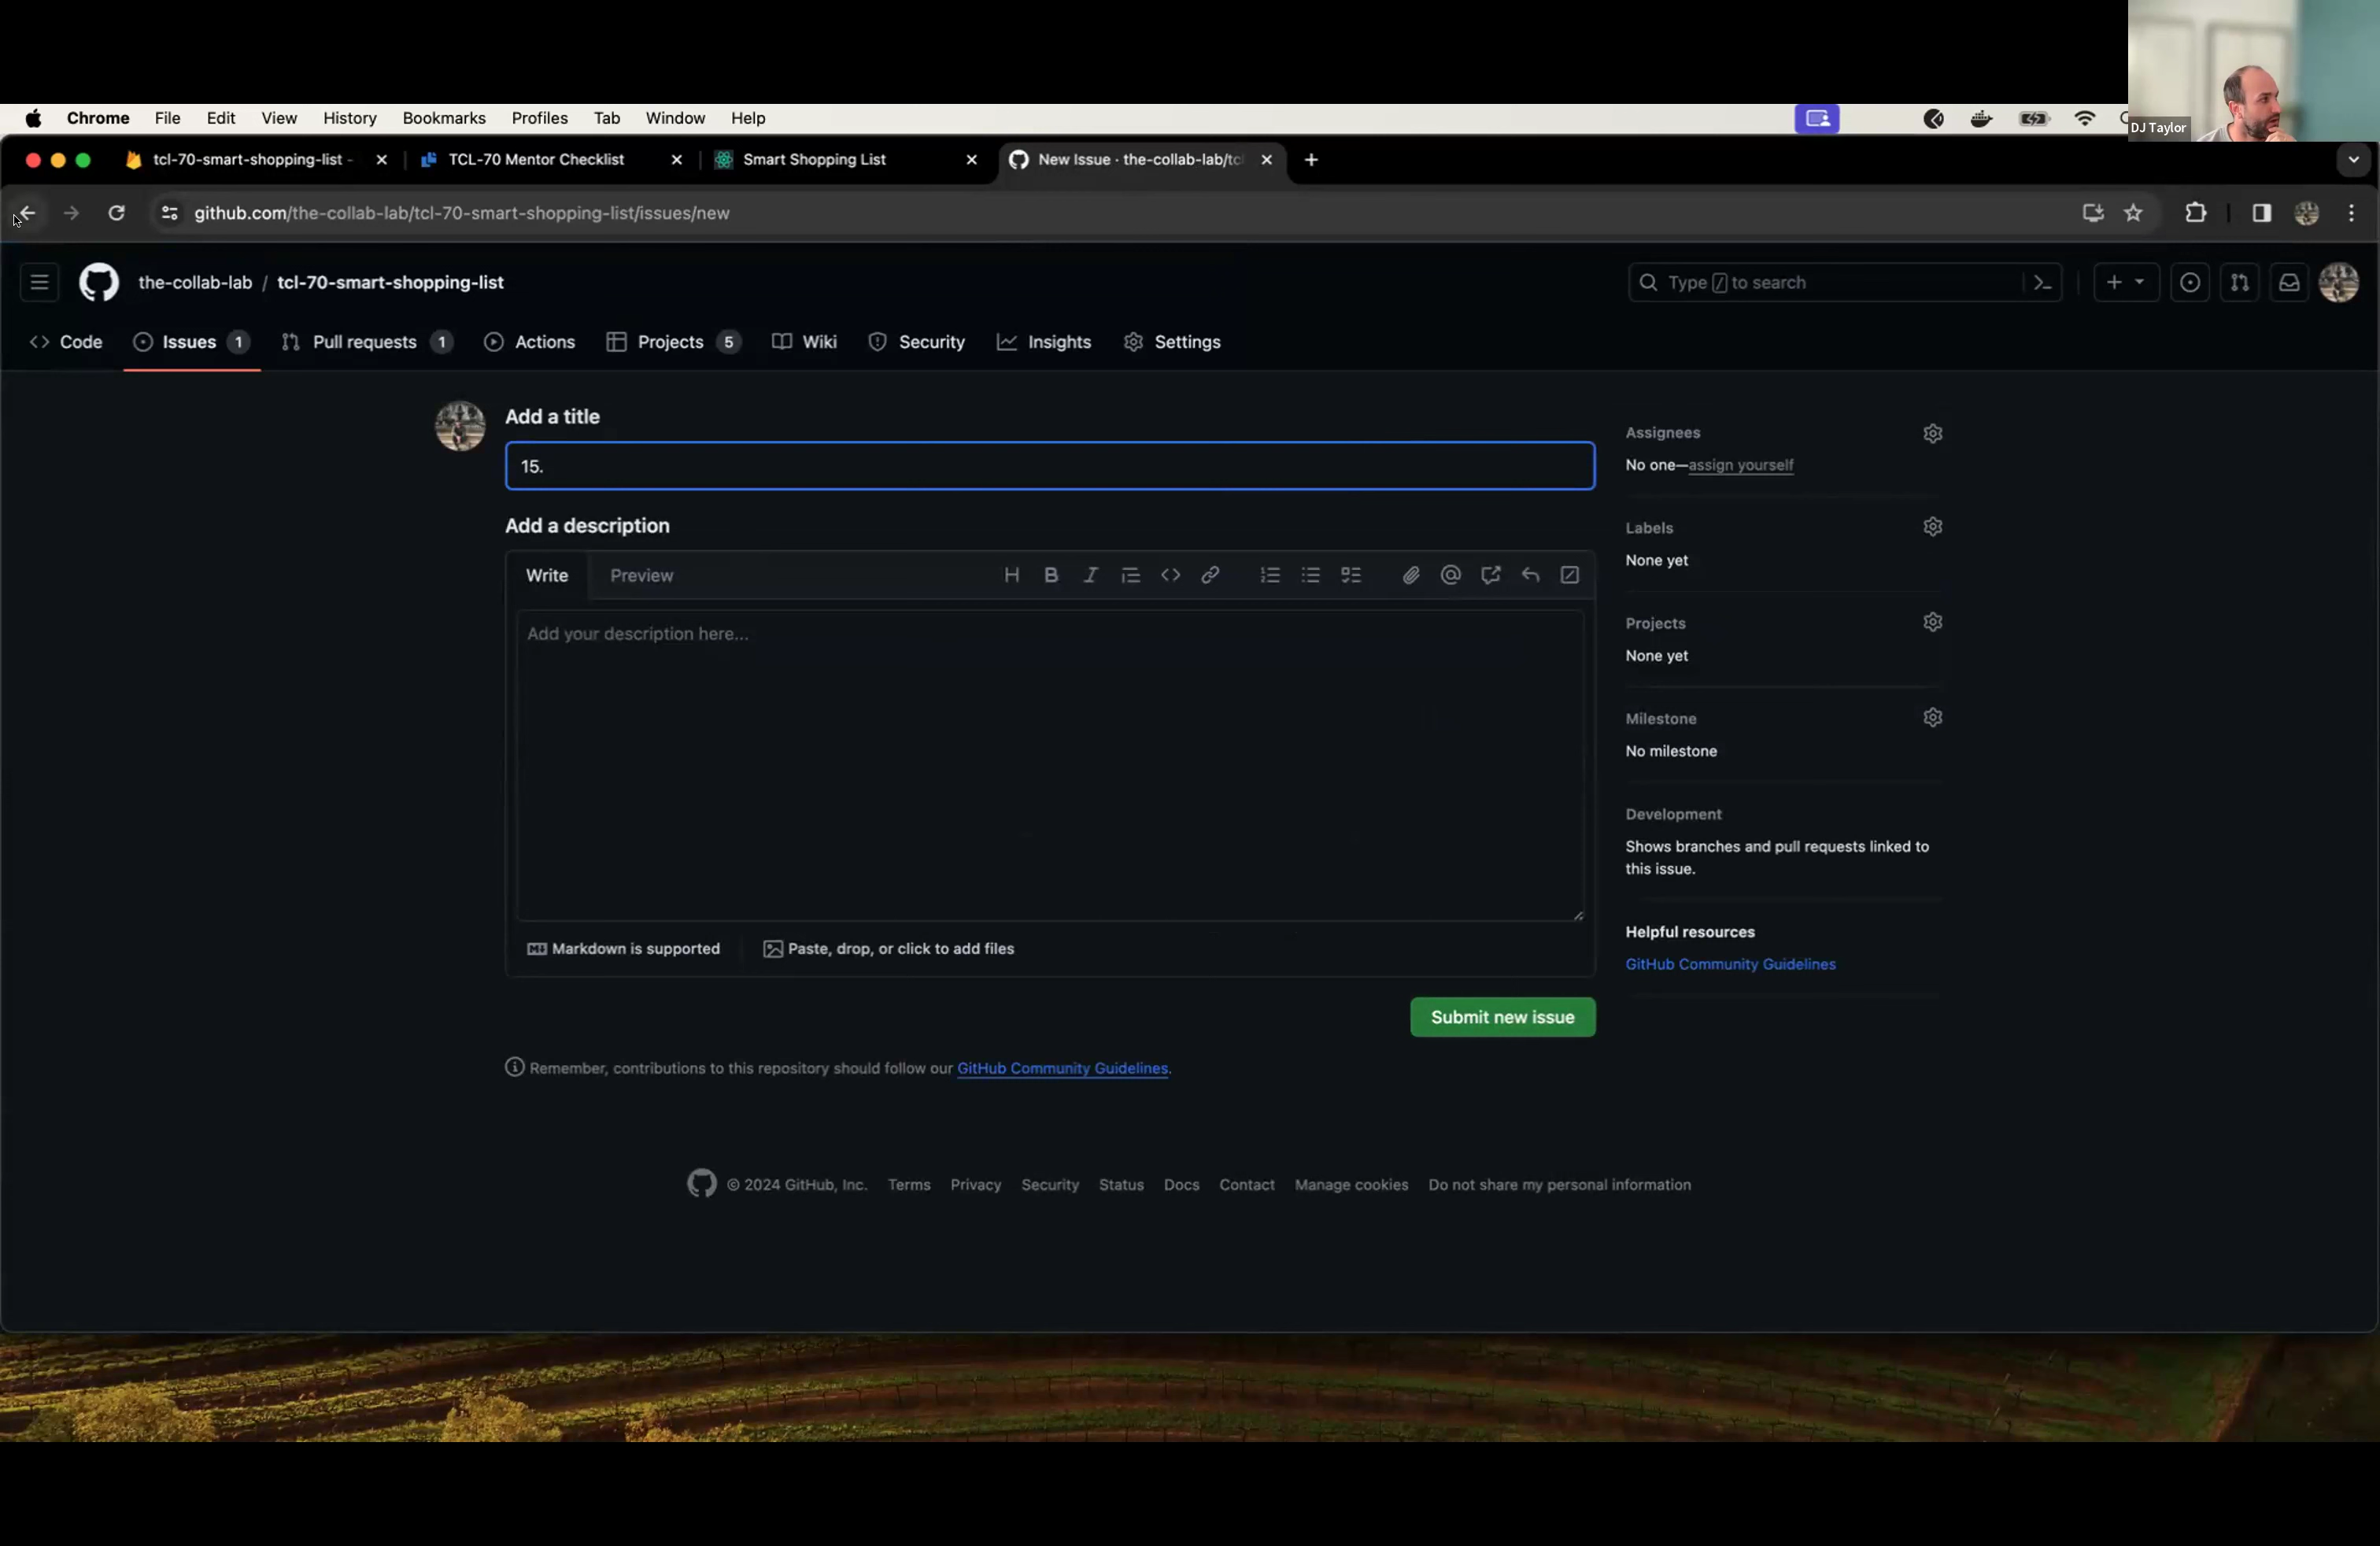 Chrome File Edit View History Bookmarks Profiles Tab Window Help
DJ Taylor
tcl-70-smart-shopping-list - TCL-70 Mentor Checklist Smart Shopping List New Issue · the-collab-lab/tcl
github.com/the-collab-lab/tcl-70-smart-shopping-list/issues/new
the-collab-lab / tcl-70-smart-shopping-list Type / to search
Code Issues 1 Pull requests 1 Actions Projects 5 Wiki Security Insights Settings
Add a title
15.
Add a description
Write Preview
Add your description here...
Markdown is supported Paste, drop, or click to add files
Submit new issue
Remember, contributions to this repository should follow our GitHub Community Guidelines.
Assignees
No one—assign yourself
Labels
None yet
Projects
None yet
Milestone
No milestone
Development
Shows branches and pull requests linked to
this issue.
Helpful resources
GitHub Community Guidelines
© 2024 GitHub, Inc. Terms Privacy Security Status Docs Contact Manage cookies Do not share my personal information